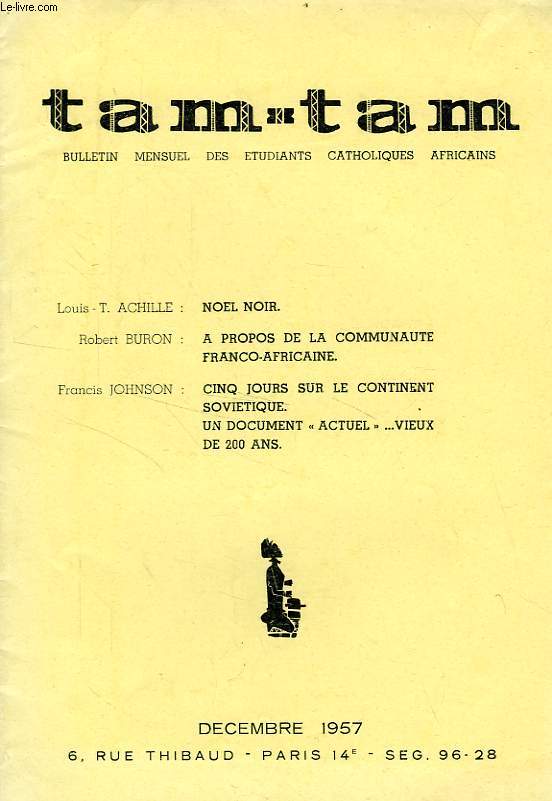 Le-livre.com
tam-tam
BULLETIN MENSUEL DES ETUDIANTS CATHOLIQUES AFRICAINS
Louis-T. ACHILLE : NOEL NOIR.
Robert BURON : A PROPOS DE LA COMMUNAUTE
FRANCO-AFRICAINE.
Francis JOHNSON : CINQ JOURS SUR LE CONTINENT
SOVIETIQUE.
UN DOCUMENT « ACTUEL » ...VIEUX
DE 200 ANS.
DECEMBRE 1957
6, RUE THIBAUD - PARIS 14E - SEG. 96-28